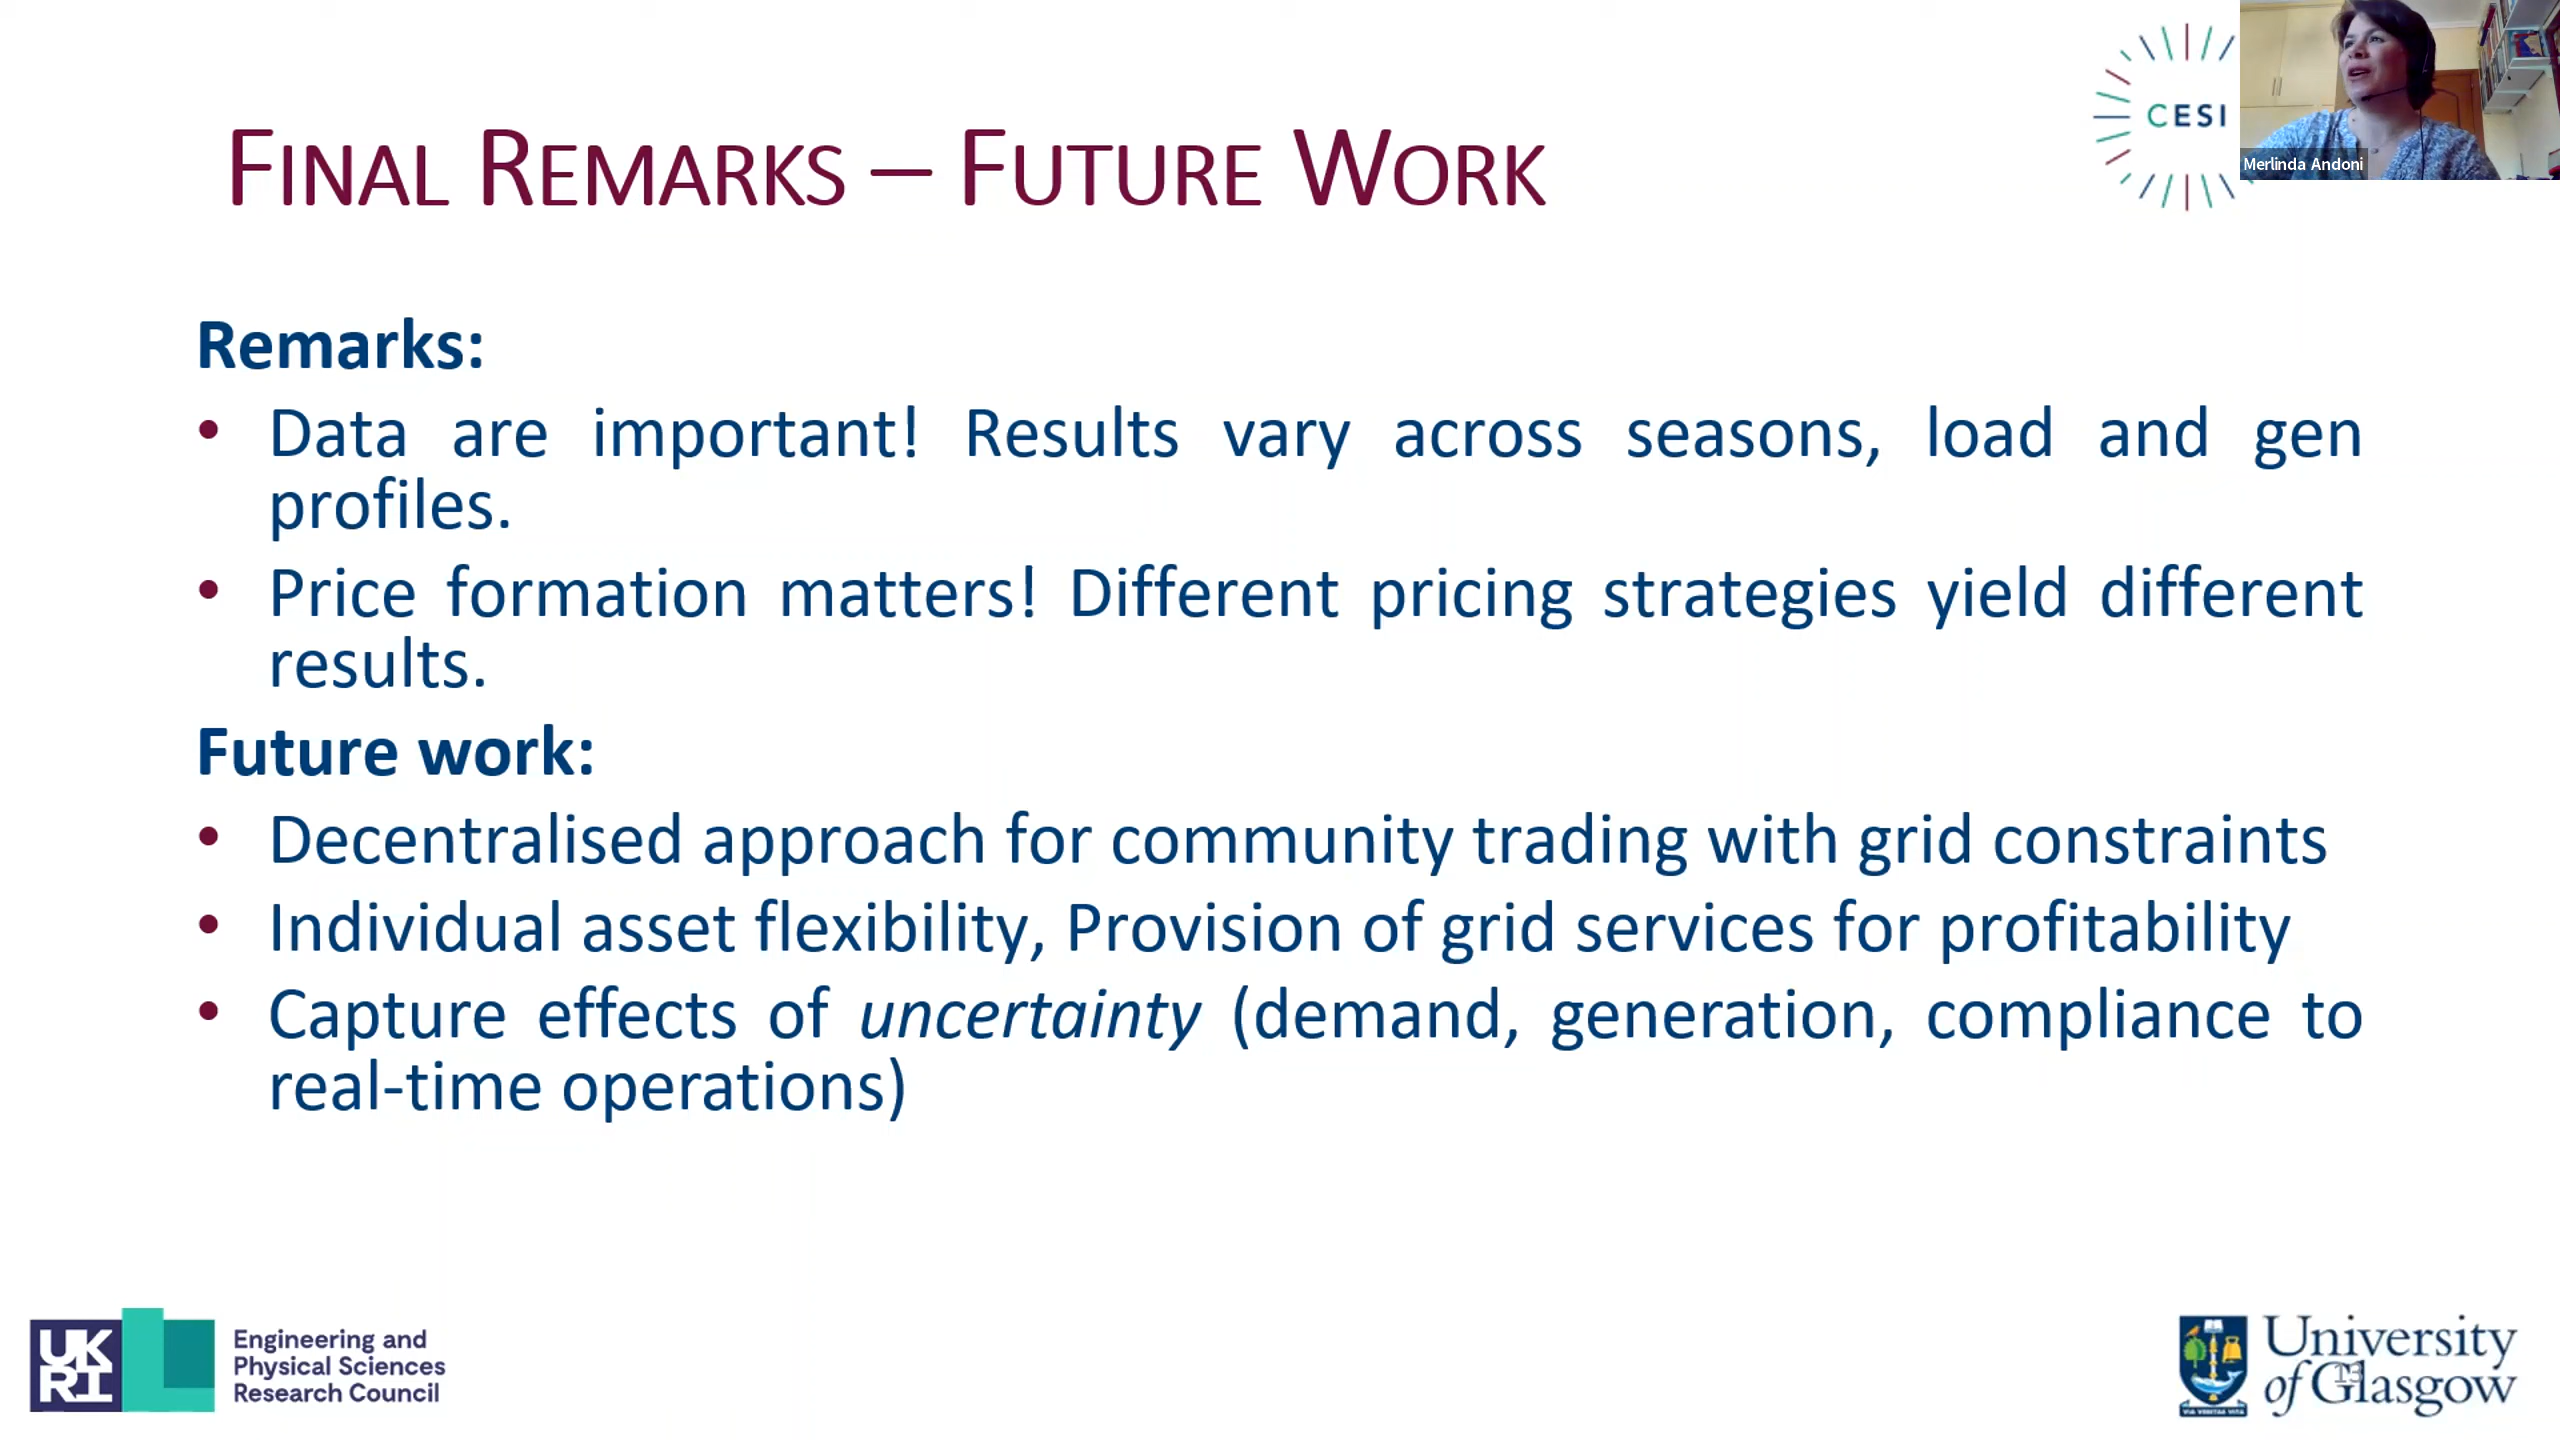 FINAL REMARKS – FUTURE WORK
CESI
Merlinda Andoni
Remarks:
• Data are important! Results vary across seasons, load and gen
profiles.
• Price formation matters! Different pricing strategies yield different
results.
Future work:
• Decentralised approach for community trading with grid constraints
• Individual asset flexibility, Provision of grid services for profitability
• Capture effects of uncertainty (demand, generation, compliance to
real-time operations)
UK
RI
Engineering and
Physical Sciences
Research Council
University
of Glasgow
13